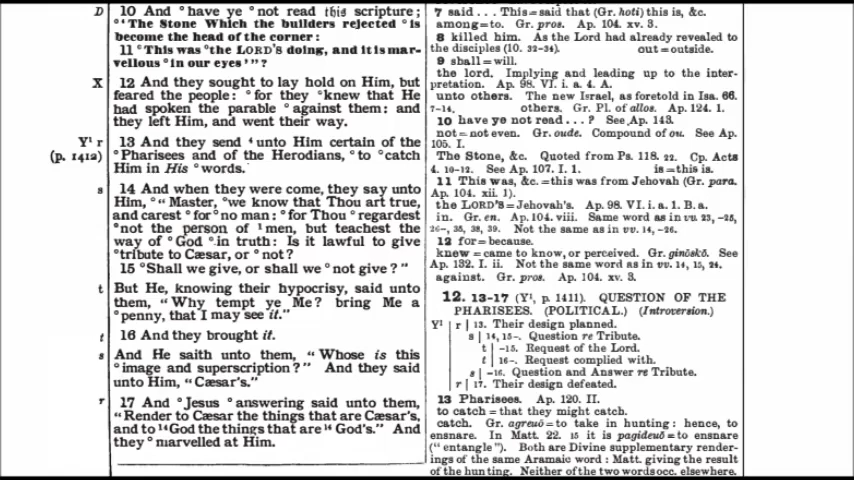 D 10 And °have ye °not read this scripture;
°'The Stone Which the builders rejected °is
become the head of the corner:
11 °This was °the LORD'S doing, and it is mar-
vellous °in our eyes'"?
X 12 And they sought to lay hold on Him, but
feared the people: °for they °knew that He
had spoken the parable °against them: and
they left Him, and went their way.
Y¹ r 13 And they send ⁴unto Him certain of the
(p. 1412) °Pharisees and of the Herodians, °to °catch
Him in His °words.
s 14 And when they were come, they say unto
Him, °"Master, °we know that Thou art true,
and carest °for °no man: °for Thou °regardest
°not the person of ¹men, but teachest the
way of °God °in truth: Is it lawful to give
°tribute to Cæsar, or °not?
15 °Shall we give, or shall we °not give?"
t But He, knowing their hypocrisy, said unto
them, "Why tempt ye Me? bring Me a
°penny, that I may see it."
t 16 And they brought it.
s And He saith unto them, "Whose is this
°image and superscription?" And they said
unto Him, "Cæsar's."
r 17 And °Jesus °answering said unto them,
"Render to Cæsar the things that are Cæsar's,
and to ¹⁴God the things that are ¹⁴God's." And
they °marvelled at Him.
7 said . . . This = said that (Gr. hoti) this is, &c.
among = to. Gr. pros. Ap. 104. xv. 3.
8 killed him. As the Lord had already revealed to
the disciples (10. 32-34). out = outside.
9 shall = will.
the lord. Implying and leading up to the inter-
pretation. Ap. 98. VI. i. a. 4. A.
unto others. The new Israel, as foretold in Isa. 66.
7-14. others. Gr. Pl. of allos. Ap. 124. 1.
10 have ye not read . . . ? See Ap. 143.
not = not even. Gr. oude. Compound of ou. See Ap.
105. I.
The Stone, &c. Quoted from Ps. 118. 22. Cp. Acts
4. 10-12. See Ap. 107. I. 1. is = this is.
11 This was, &c. = this was from Jehovah (Gr. para.
Ap. 104. xii. 1).
the LORD'S = Jehovah's. Ap. 98. VI. i. a. 1. B. a.
in. Gr. en. Ap. 104. viii. Same word as in vv. 23, -25,
26-, 35, 38, 39. Not the same as in vv. 14, -26.
12 for = because.
knew = came to know, or perceived. Gr. ginōskō. See
Ap. 132. I. ii. Not the same word as in vv. 14, 15, 24.
against. Gr. pros. Ap. 104. xv. 3.
12. 13-17 (Y¹, p. 1411). QUESTION OF THE
PHARISEES. (POLITICAL.) (Introversion.)
Y¹ r | 13. Their design planned.
s | 14, 15-. Question re Tribute.
t | -15. Request of the Lord.
t | 16-. Request complied with.
s | -16. Question and Answer re Tribute.
r | 17. Their design defeated.
13 Pharisees. Ap. 120. II.
to catch = that they might catch.
catch. Gr. agreuō = to take in hunting: hence, to
ensnare. In Matt. 22. 15 it is pagideuō = to ensnare
("entangle"). Both are Divine supplementary render-
ings of the same Aramaic word: Matt. giving the result
of the hunting. Neither of the two words occ. elsewhere.